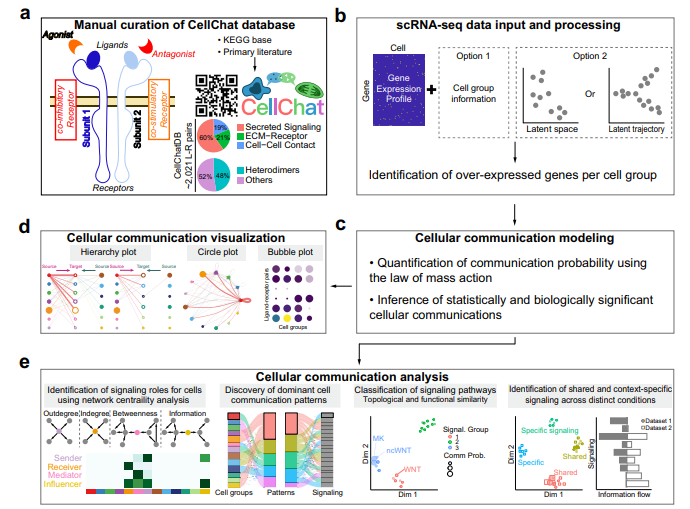 a
Manual curation of CellChat database
Agonist
Ligands
Antagonist
co-inhibitory
Receptor
Subunit 1
Subunit 2
co-stimulatory
Receptor
Receptors
• KEGG base
• Primary literature
CellChat
CellChatDB
~2,021 L-R pairs
19%
60%
21%
Secreted Signaling
ECM-Receptor
Cell-Cell Contact
52%
48%
Heterodimers
Others
b
scRNA-seq data input and processing
Cell
Gene
Gene
Expression
Profile
+
Option 1
Cell group
information
Option 2
Or
Latent space
Latent trajectory
Identification of over-expressed genes per cell group
c
Cellular communication modeling
• Quantification of communication probability using
the law of mass action
• Inference of statistically and biologically significant
cellular communications
d
Cellular communication visualization
Hierarchy plot
Circle plot
Bubble plot
Source
Target
Source
Source
Target
Source
Ligand-receptor pairs
Cell groups
e
Cellular communication analysis
Identification of signaling roles for cells
using network centraility analysis
Outdegree
Indegree
Betweenness
Information
Sender
Receiver
Mediator
Influencer
Discovery of dominant cell
communication patterns
Cell groups
Patterns
Signaling
Classification of signaling pathways
Topological and functional similarity
MK
ncWNT
WNT
Dim 2
Dim 1
Signal. Group
1
2
3
Comm Prob.
Identification of shared and context-specific
signaling across distinct conditions
Specific signaling
Shared
Specific
Shared
Dim 2
Dim 1
Signaling
Dataset 1
Dataset 2
Information flow